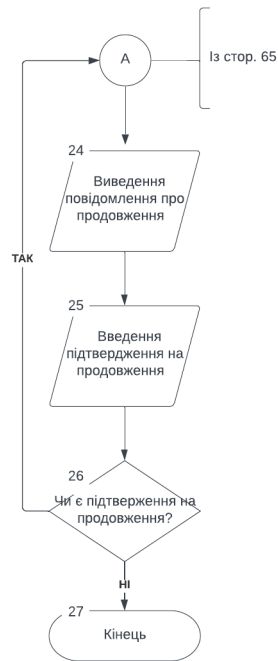 А
Із стор. 65
24
Виведення
повідомлення про
продовження
ТАК
25
Введення
підтвердження на
продовження
26
Чи є підтверження на
продовження?
НІ
27
Кінець